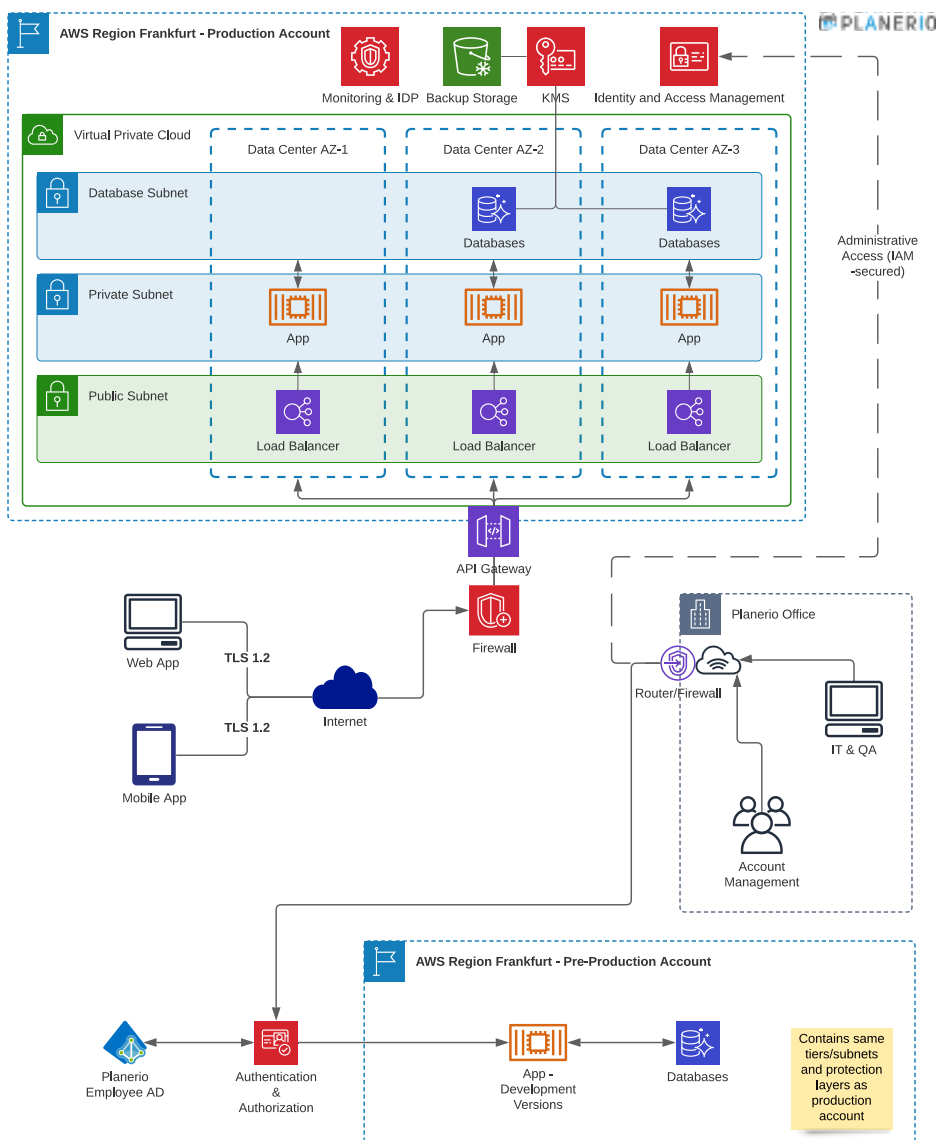 PLANERIO
AWS Region Frankfurt - Production Account
Monitoring & IDP
Backup Storage
KMS
Identity and Access Management
Virtual Private Cloud
Data Center AZ-1
Data Center AZ-2
Data Center AZ-3
Database Subnet
Databases
Databases
Administrative
Access (IAM
-secured)
Private Subnet
App
App
App
Public Subnet
Load Balancer
Load Balancer
Load Balancer
API Gateway
Firewall
Web App
TLS 1.2
Internet
TLS 1.2
Mobile App
Planerio Office
Router/Firewall
IT & QA
Account
Management
AWS Region Frankfurt - Pre-Production Account
Planerio
Employee AD
Authentication
&
Authorization
App -
Development
Versions
Databases
Contains same
tiers/subnets
and protection
layers as
production
account